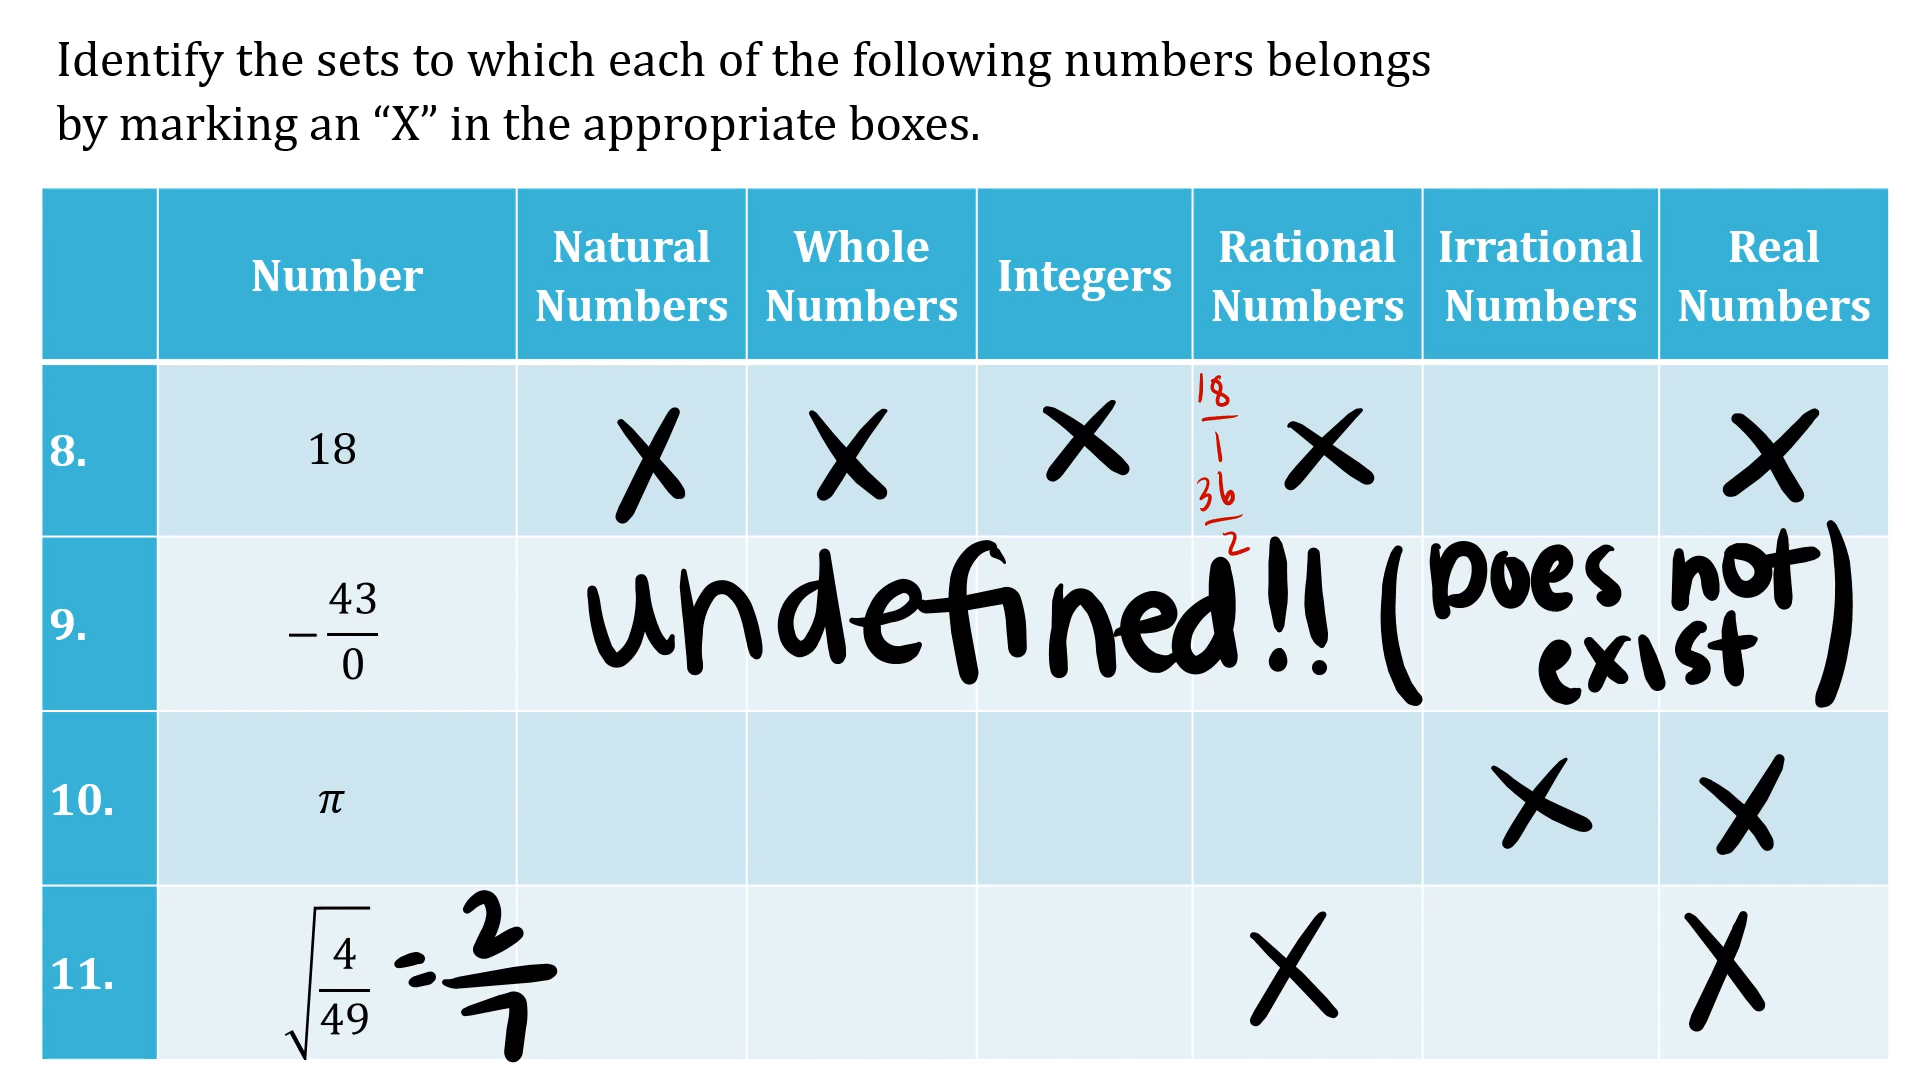 Identify the sets to which each of the following numbers belongs
by marking an “X” in the appropriate boxes.
Number Natural Numbers Whole Numbers Integers Rational Numbers Irrational Numbers Real Numbers
8. 18 X X X 18/1 36/2 X X
9. −43/0 undefined!! (Does not exist)
10. π X X
11. √(4/49) = 2/7 X X